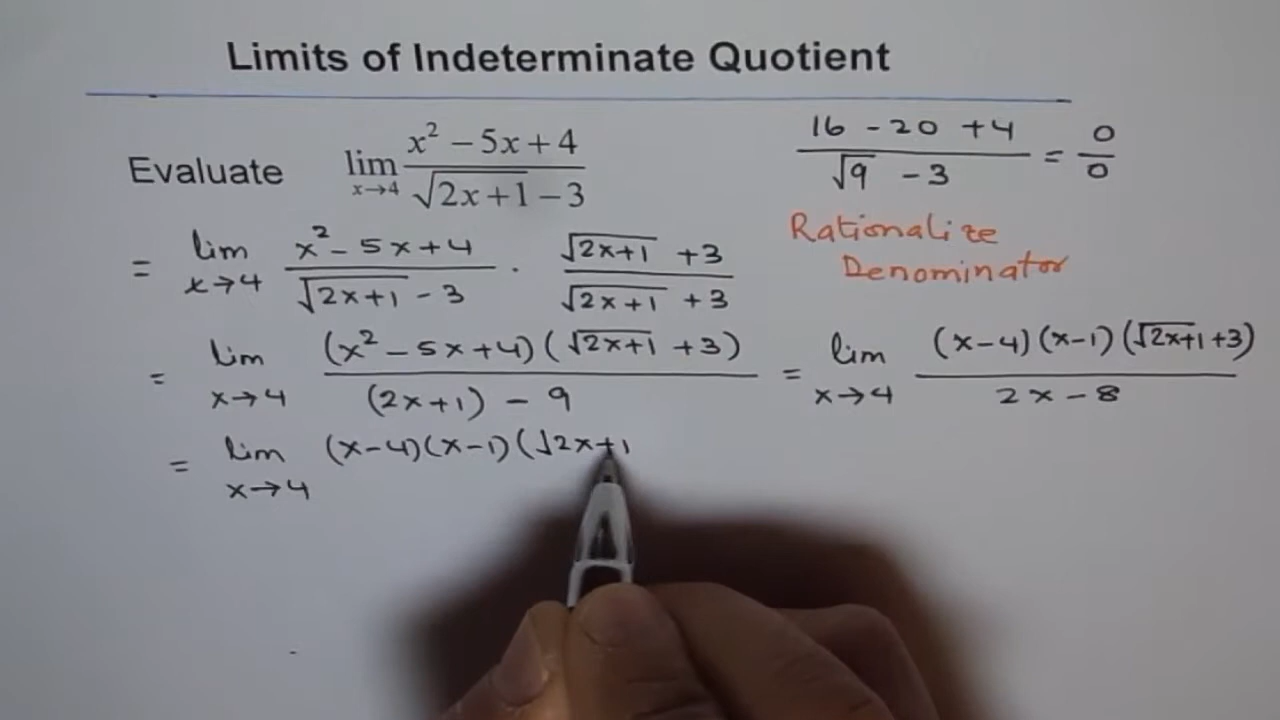 Limits of Indeterminate Quotient
Evaluate lim x→4 (x² – 5x + 4)/(√(2x+1) – 3)
(16 - 20 + 4)/(√9 - 3) = 0/0
Rationalize
Denominator
= lim x→4 (x² - 5x + 4)/(√(2x+1) - 3) · (√(2x+1) + 3)/(√(2x+1) + 3)
= lim x→4 (x² - 5x + 4)(√(2x+1) + 3)/((2x+1) - 9) = lim x→4 (x-4)(x-1)(√(2x+1) + 3)/(2x - 8)
= lim x→4 (x-4)(x-1)(√2x+1